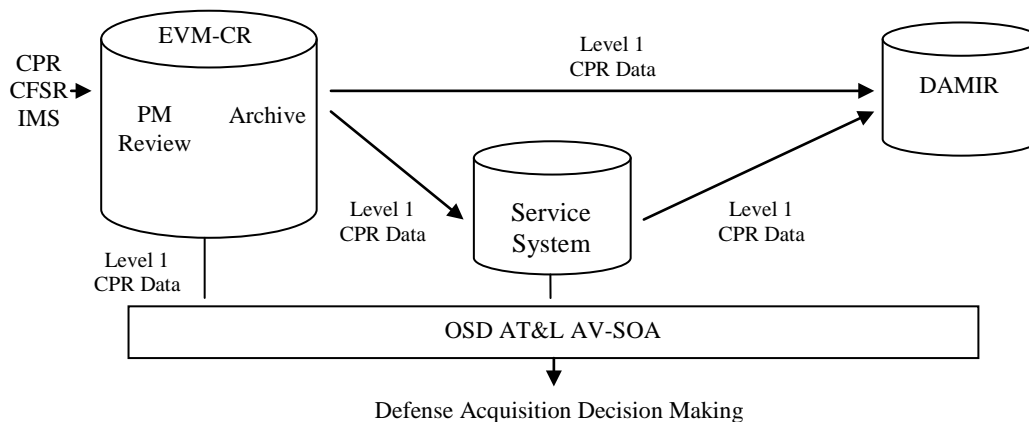 EVM-CR
CPR
CFSR
IMS
PM
Review
Archive
Level 1
CPR Data
DAMIR
Service
System
Level 1
CPR Data
Level 1
CPR Data
Level 1
CPR Data
OSD AT&L AV-SOA
Defense Acquisition Decision Making